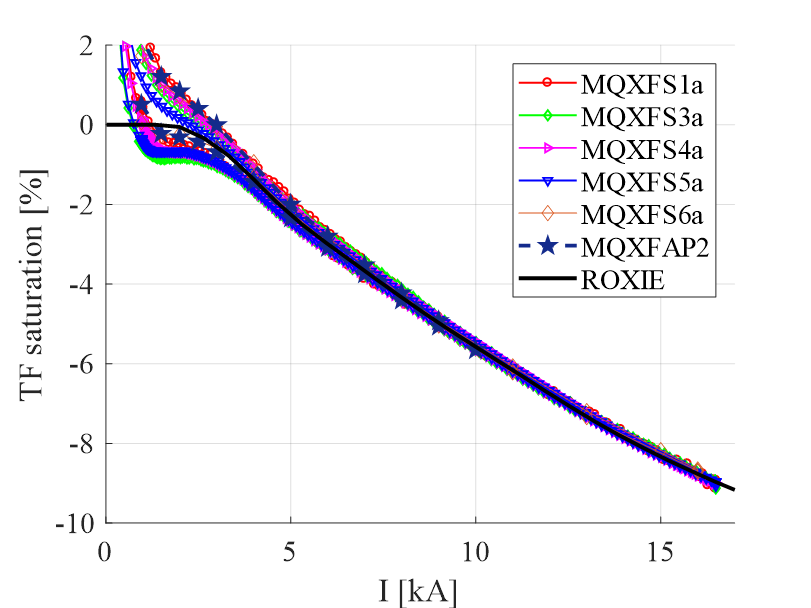 2
0
-2
-4
-6
-8
-10
TF saturation [%]
0
5
10
15
I [kA]
MQXFS1a
MQXFS3a
MQXFS4a
MQXFS5a
MQXFS6a
MQXFAP2
ROXIE